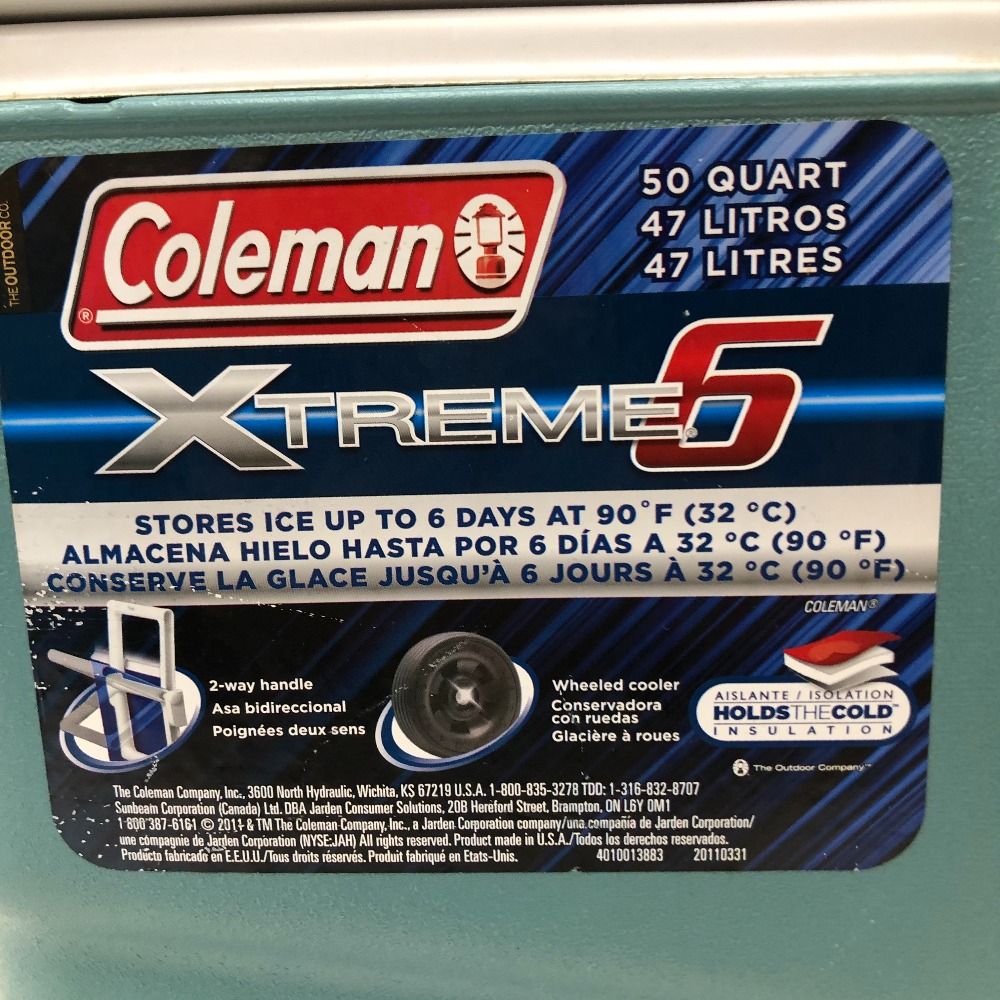 THE OUTDOOR CO.
Coleman
®
50 QUART
47 LITROS
47 LITRES
XTREME®6
STORES ICE UP TO 6 DAYS AT 90°F (32 °C)
ALMACENA HIELO HASTA POR 6 DÍAS A 32 °C (90 °F)
CONSERVE LA GLACE JUSQU'À 6 JOURS À 32 °C (90 °F)
COLEMAN®
2-way handle
Asa bidireccional
Poignées deux sens
Wheeled cooler
Conservadora
con ruedas
Glacière à roues
AISLANTE / ISOLATION
HOLDSTHECOLD™
INSULATION
The Outdoor Company™
The Coleman Company, Inc., 3600 North Hydraulic, Wichita, KS 67219 U.S.A. 1-800-835-3278 TDD: 1-316-832-8707
Sunbeam Corporation (Canada) Ltd. DBA Jarden Consumer Solutions, 20B Hereford Street, Brampton, ON L6Y 0M1
1 800 387-6161 © 2011 & TM The Coleman Company, Inc., a Jarden Corporation company/una compañia de Jarden Corporation/
une compagnie de Jarden Corporation (NYSE:JAH) All rights reserved. Product made in U.S.A./Todos los derechos reservados.
Producto fabricado en E.E.U.U./Tous droits réservés. Produit fabriqué en Etats-Unis. 4010013883 20110331